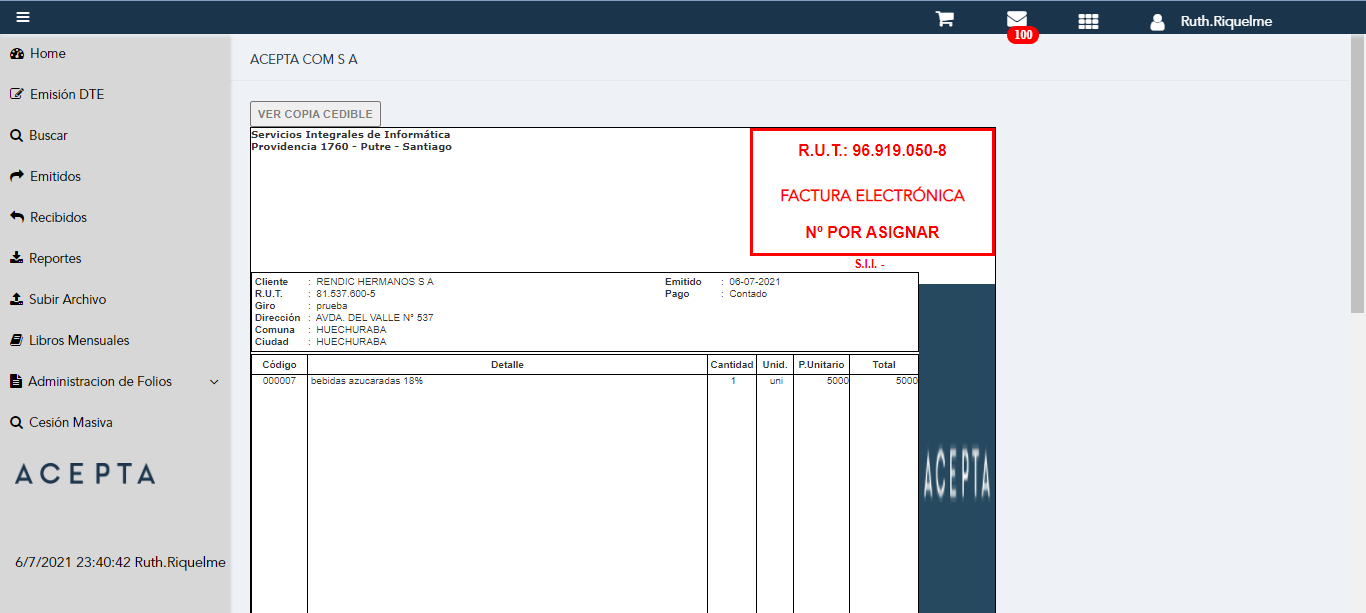 100
Ruth.Riquelme
Home
Emisión DTE
Buscar
Emitidos
Recibidos
Reportes
Subir Archivo
Libros Mensuales
Administracion de Folios
Cesión Masiva
ACEPTA
6/7/2021 23:40:42 Ruth.Riquelme
ACEPTA COM S A
VER COPIA CEDIBLE
Servicios Integrales de Informática
Providencia 1760 - Putre - Santiago
R.U.T.: 96.919.050-8
FACTURA ELECTRÓNICA
Nº POR ASIGNAR
S.I.I. -
Cliente : RENDIC HERMANOS S A Emitido : 06-07-2021
R.U.T. : 81.537.600-5 Pago : Contado
Giro : prueba
Dirección : AVDA. DEL VALLE N° 537
Comuna : HUECHURABA
Ciudad : HUECHURABA
Código Detalle Cantidad Unid. P.Unitario Total
000007 bebidas azucaradas 18% 1 uni 5000 5000
ACEPTA